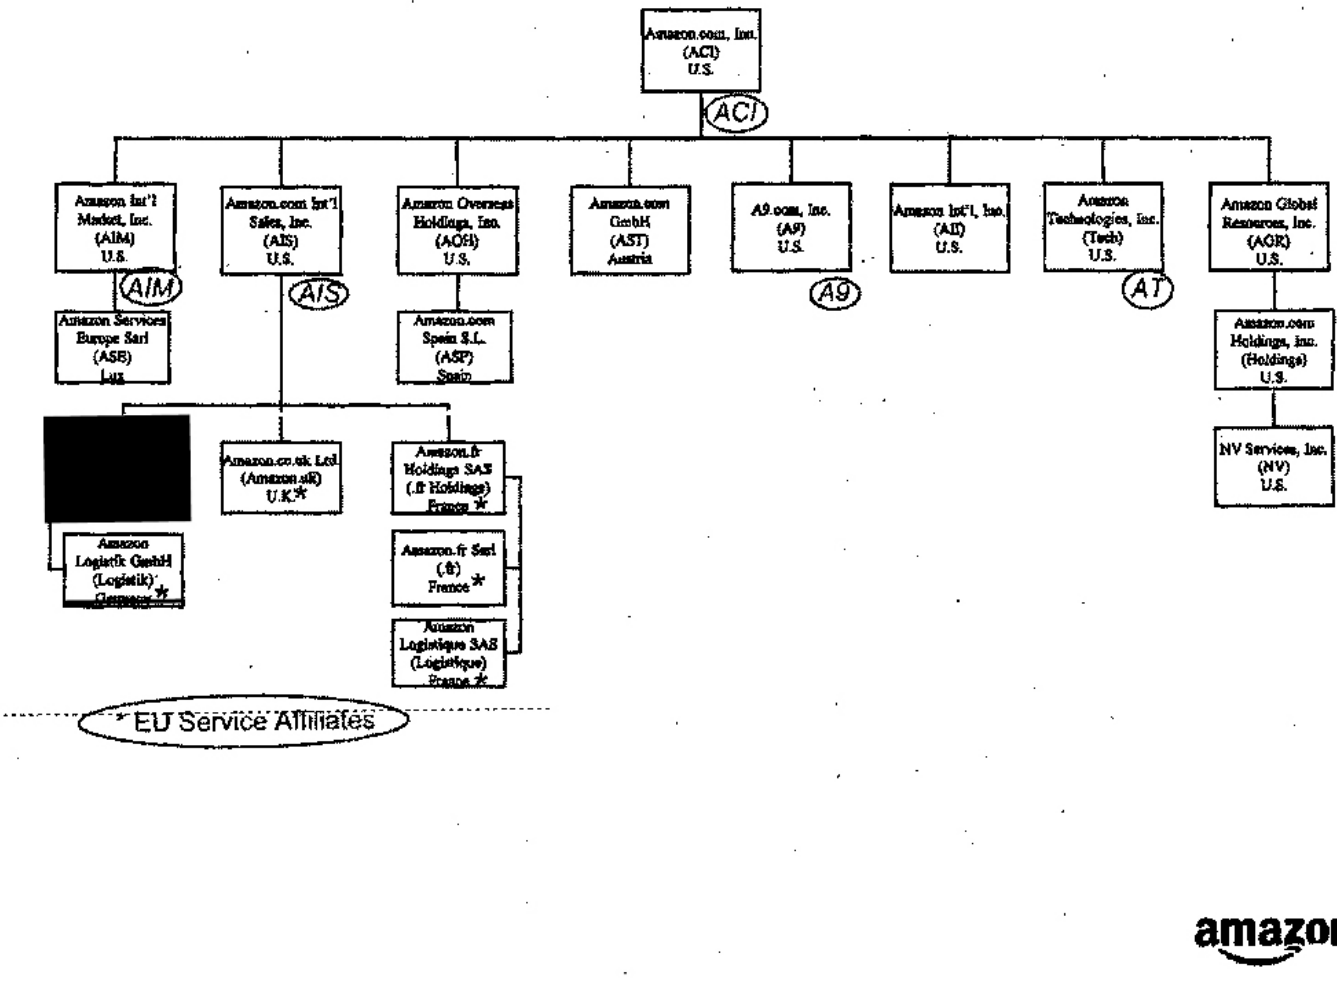 Amazon.com, Inc.
(ACI)
U.S.
ACI
Amazon Int'l
Market, Inc.
(AIM)
U.S.
AIM
Amazon.com Int'l
Sales, Inc.
(AIS)
U.S.
AIS
Amazon Overseas
Holdings, Inc.
(AOH)
U.S.
Amazon.com
GmbH
(AST)
Austria
A9.com, Inc.
(A9)
U.S.
A9
Amazon Int'l, Inc.
(AII)
U.S.
Amazon
Technologies, Inc.
(Tech)
U.S.
AT
Amazon Global
Resources, Inc.
(AGR)
U.S.
Amazon Services
Europe Sarl
(ASE)
Lux
Amazon.com
Spain S.L.
(ASP)
Spain
Amazon.com
Holdings, Inc.
(Holdings)
U.S.
Amazon.co.uk Ltd.
(Amazon.uk)
U.K.*
Amazon.fr
Holdings SAS
(.fr Holdings)
France *
NV Services, Inc.
(NV)
U.S.
Amazon
Logistik GmbH
(Logistik)
Germany *
Amazon.fr Sarl
(.fr)
France *
Amazon
Logistique SAS
(Logistique)
France *
* EU Service Affiliates
amazon